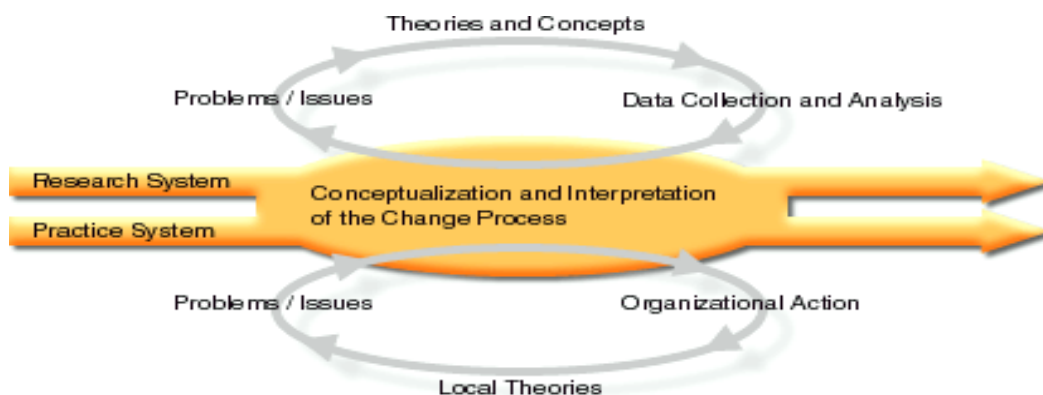 Theories and Concepts
Problems / Issues
Data Collection and Analysis
Research System
Conceptualization and Interpretation
of the Change Process
Practice System
Problems / Issues
Organizational Action
Local Theories